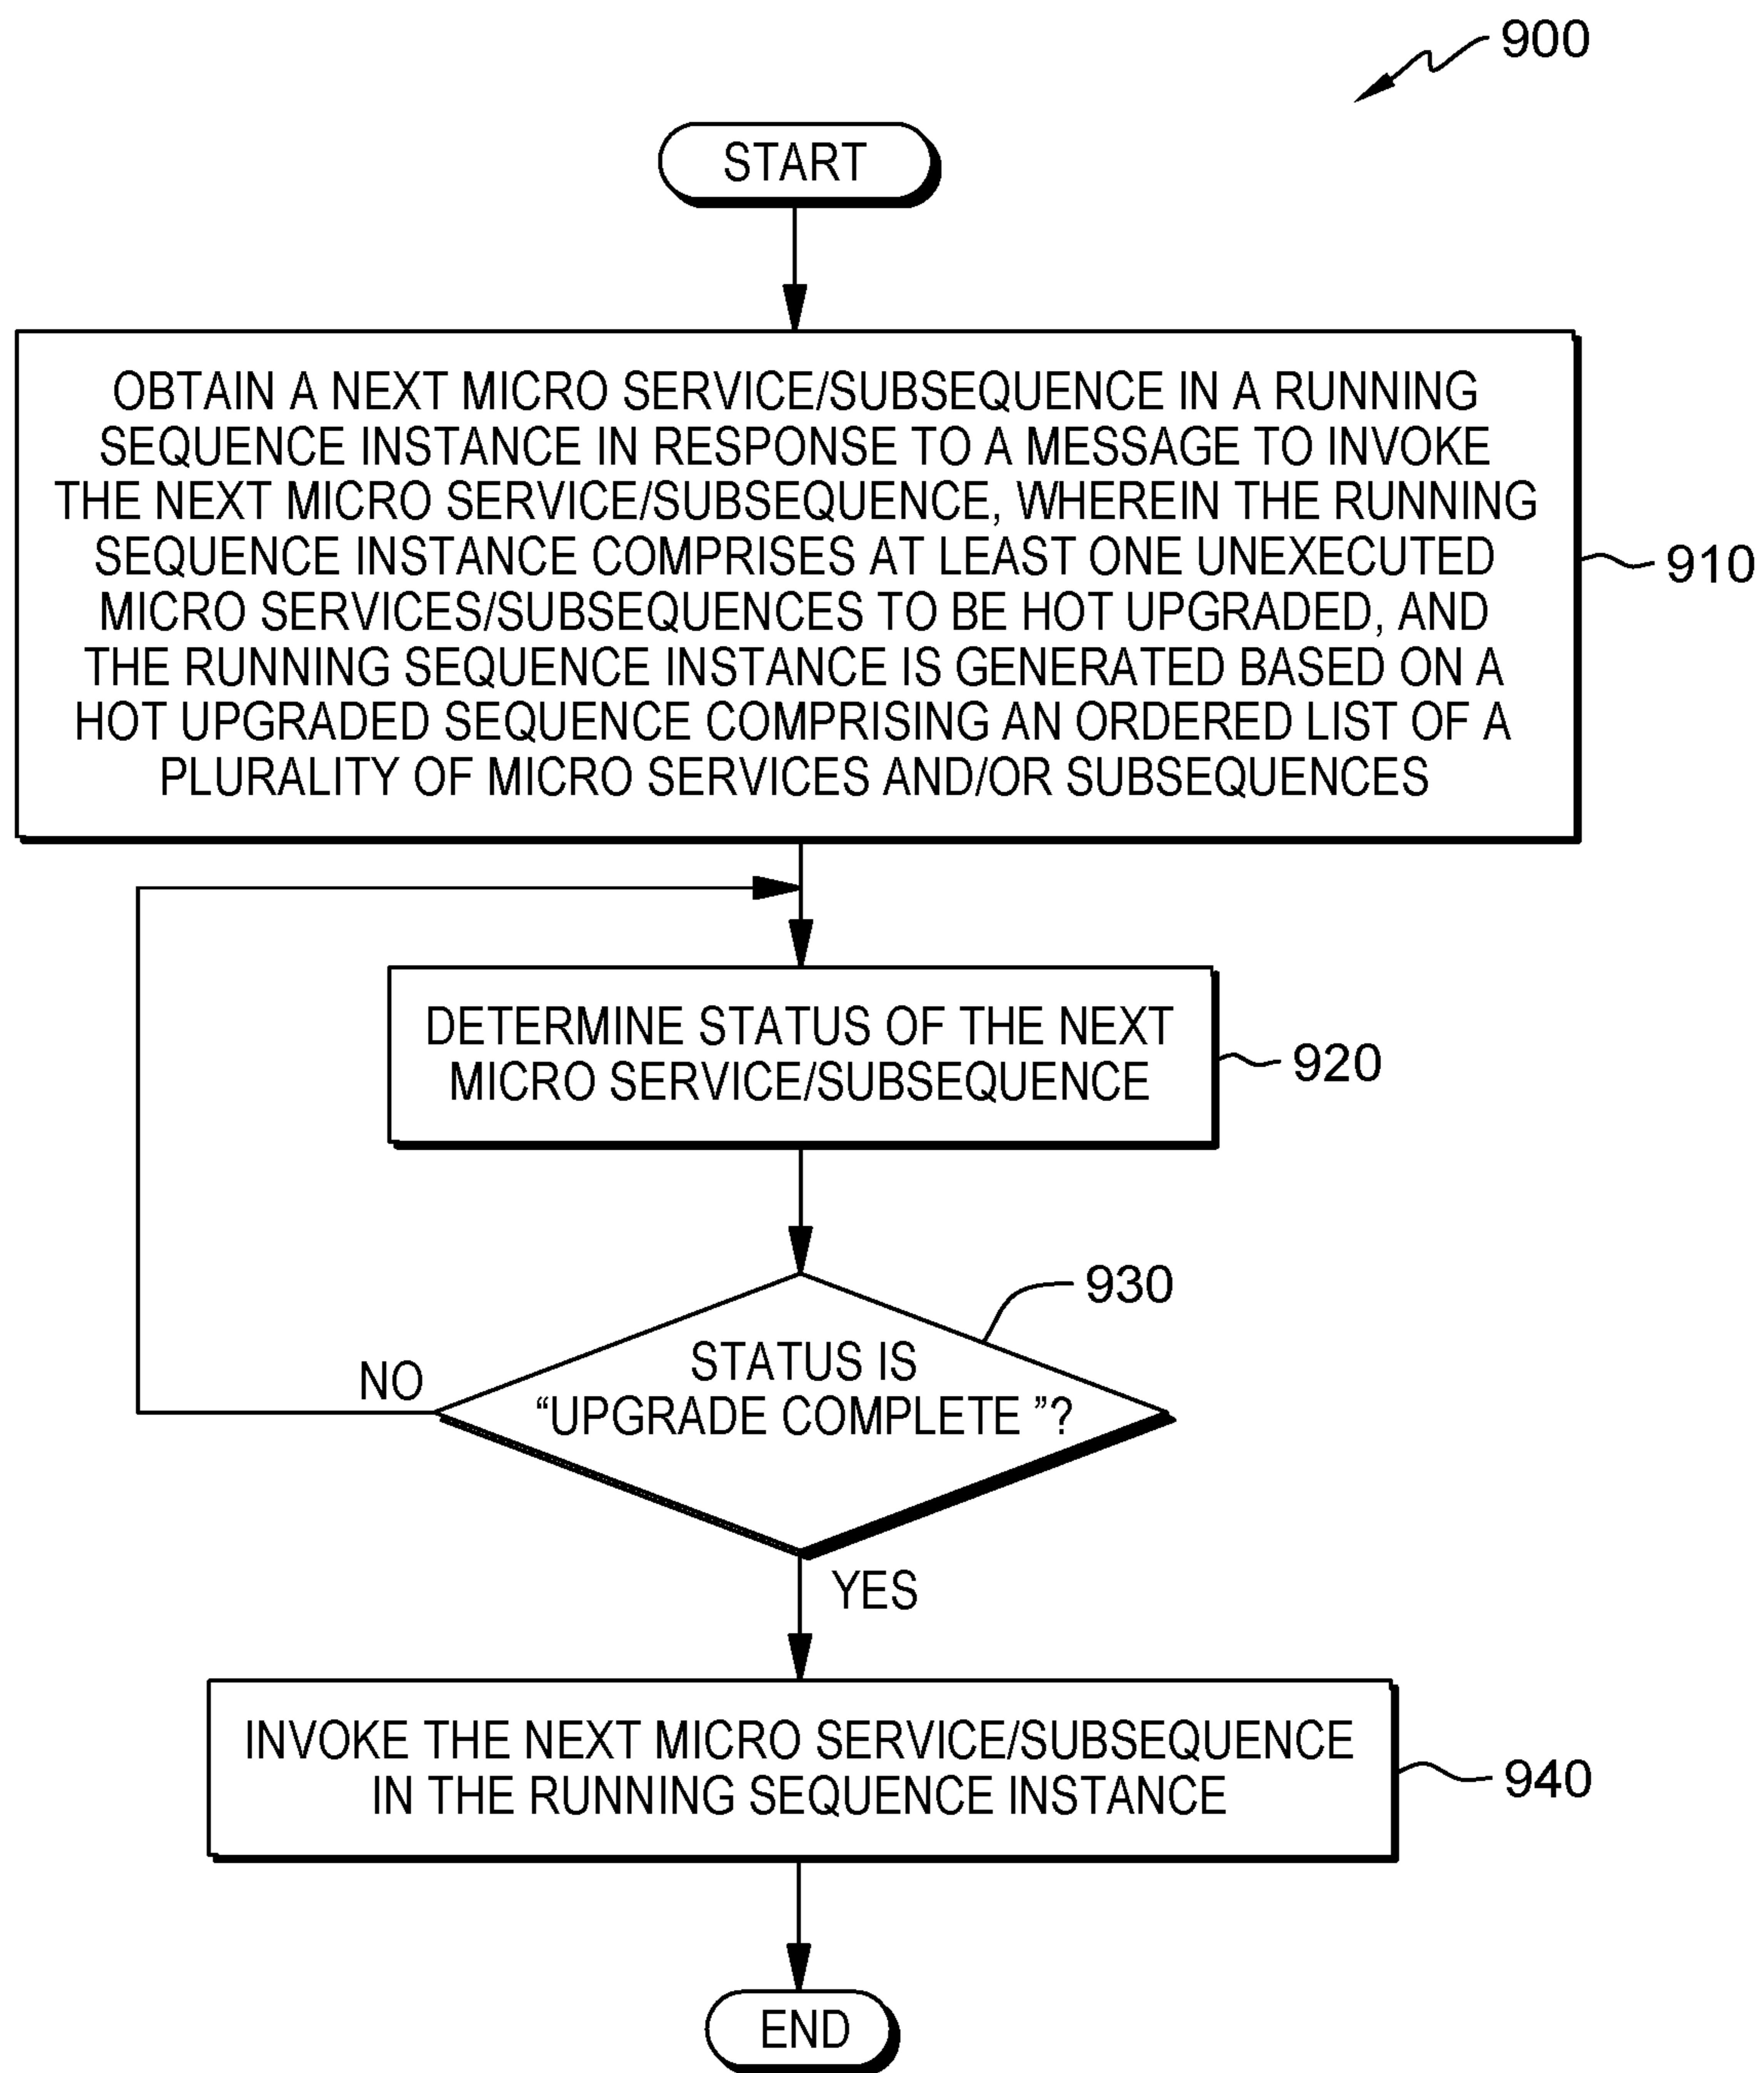 900
START
OBTAIN A NEXT MICRO SERVICE/SUBSEQUENCE IN A RUNNING
SEQUENCE INSTANCE IN RESPONSE TO A MESSAGE TO INVOKE
THE NEXT MICRO SERVICE/SUBSEQUENCE, WHEREIN THE RUNNING
SEQUENCE INSTANCE COMPRISES AT LEAST ONE UNEXECUTED
MICRO SERVICES/SUBSEQUENCES TO BE HOT UPGRADED, AND
THE RUNNING SEQUENCE INSTANCE IS GENERATED BASED ON A
HOT UPGRADED SEQUENCE COMPRISING AN ORDERED LIST OF A
PLURALITY OF MICRO SERVICES AND/OR SUBSEQUENCES
910
DETERMINE STATUS OF THE NEXT
MICRO SERVICE/SUBSEQUENCE
920
930
STATUS IS
“UPGRADE COMPLETE ”?
NO
YES
INVOKE THE NEXT MICRO SERVICE/SUBSEQUENCE
IN THE RUNNING SEQUENCE INSTANCE
940
END